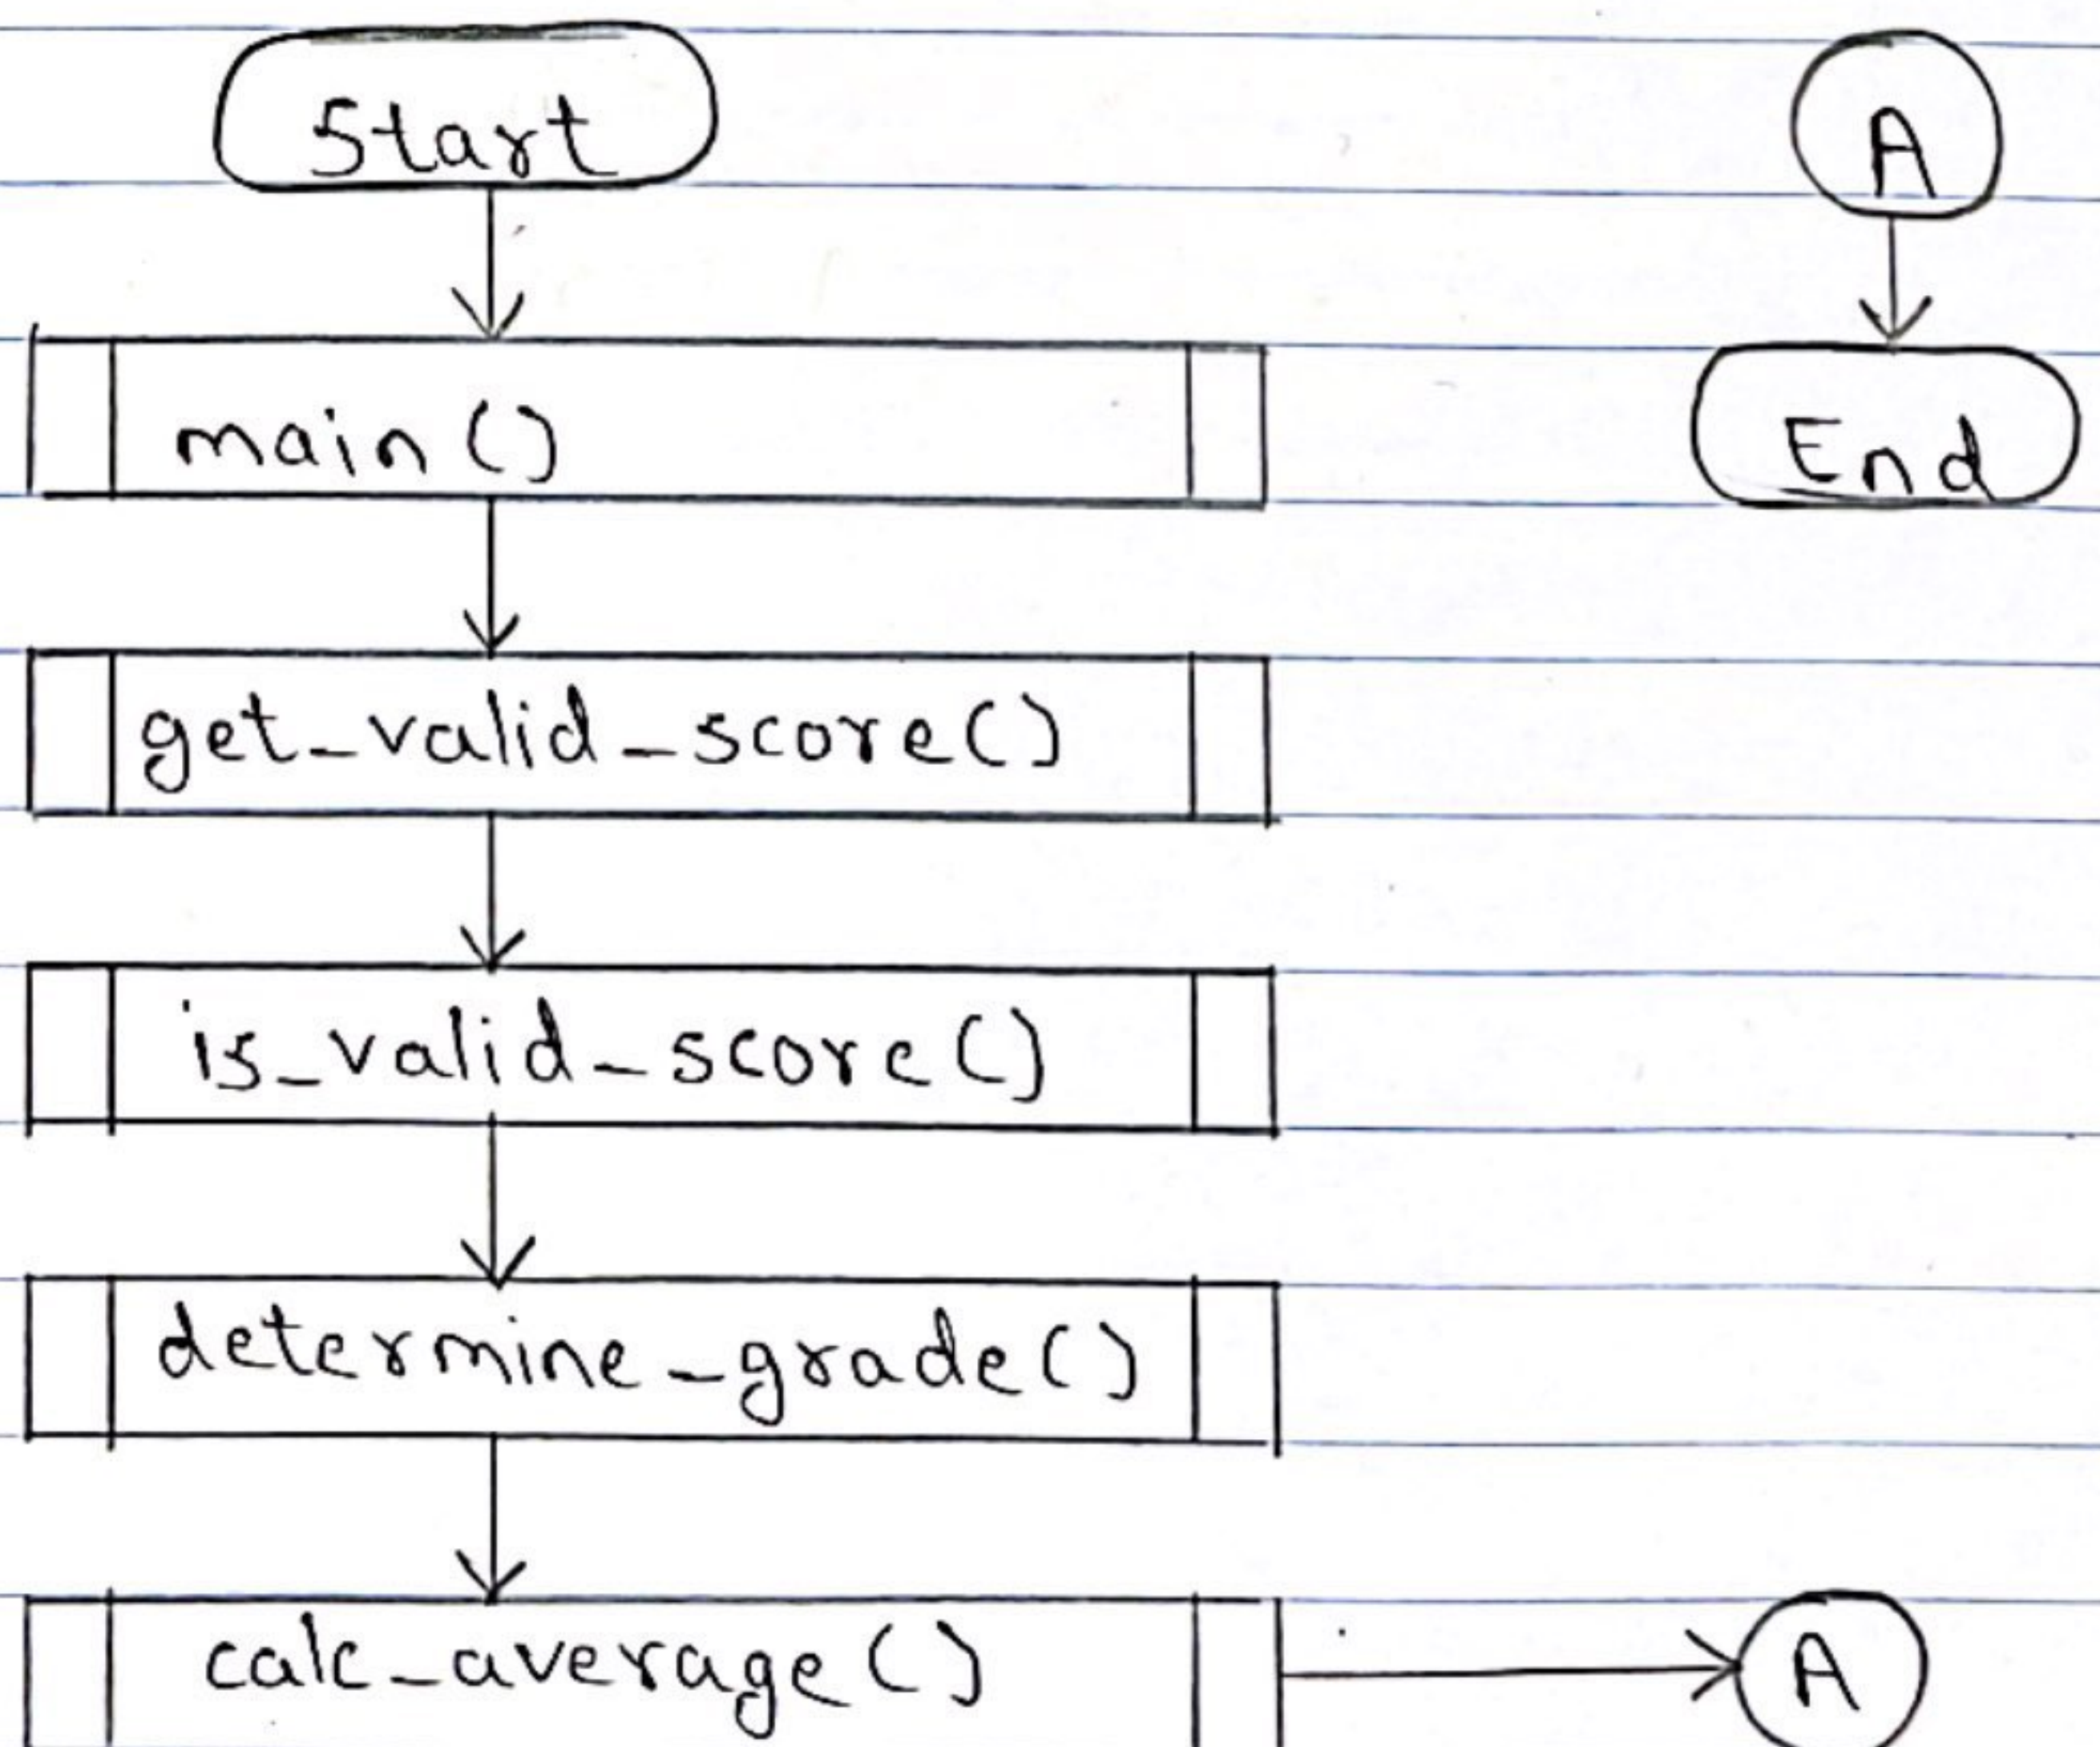 Start
main()
get_valid_score()
is_valid_score()
determine_grade()
calc_average()
A
A
End